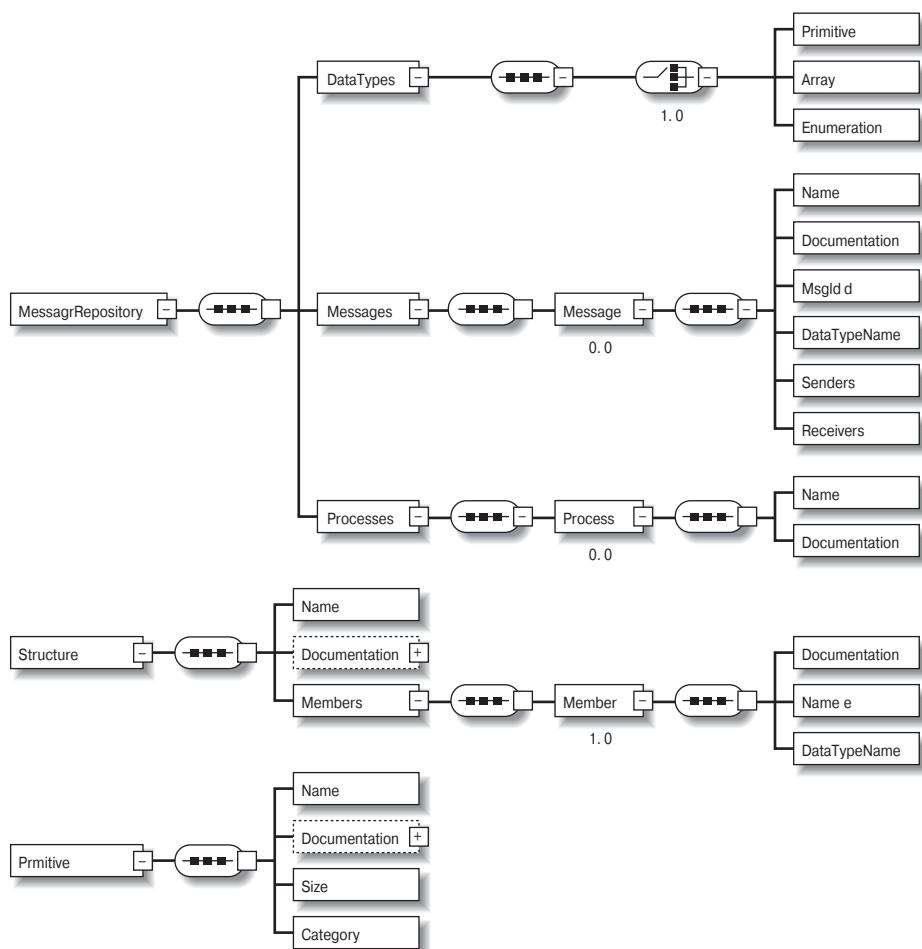 Primitive
DataTypes
Array
1. 0
Enumeration
Name
Documentation
MsgId d
MessagrRepository
Messages
Message
DataTypeName
0. 0
Senders
Receivers
Processes
Process
Name
0. 0
Documentation
Name
Structure
Documentation
Documentation
Members
Member
Name e
1. 0
DataTypeName
Name
Documentation
Prmitive
Size
Category